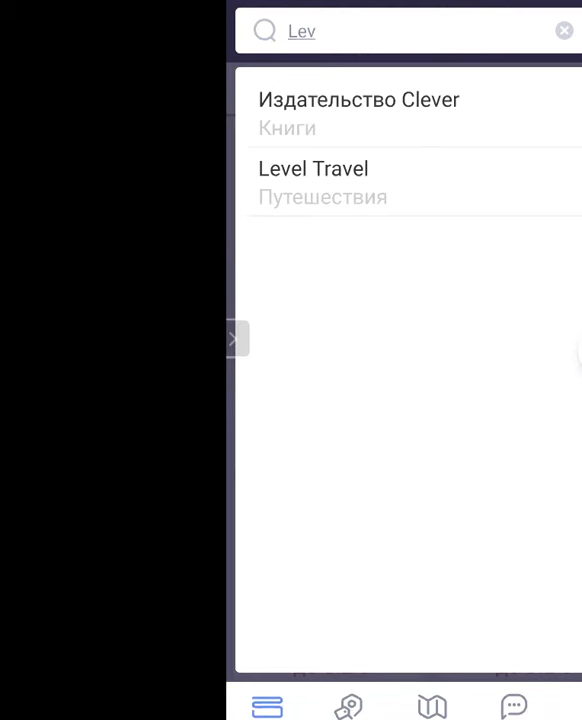 Lev
Издательство Clever
Книги
Level Travel
Путешествия